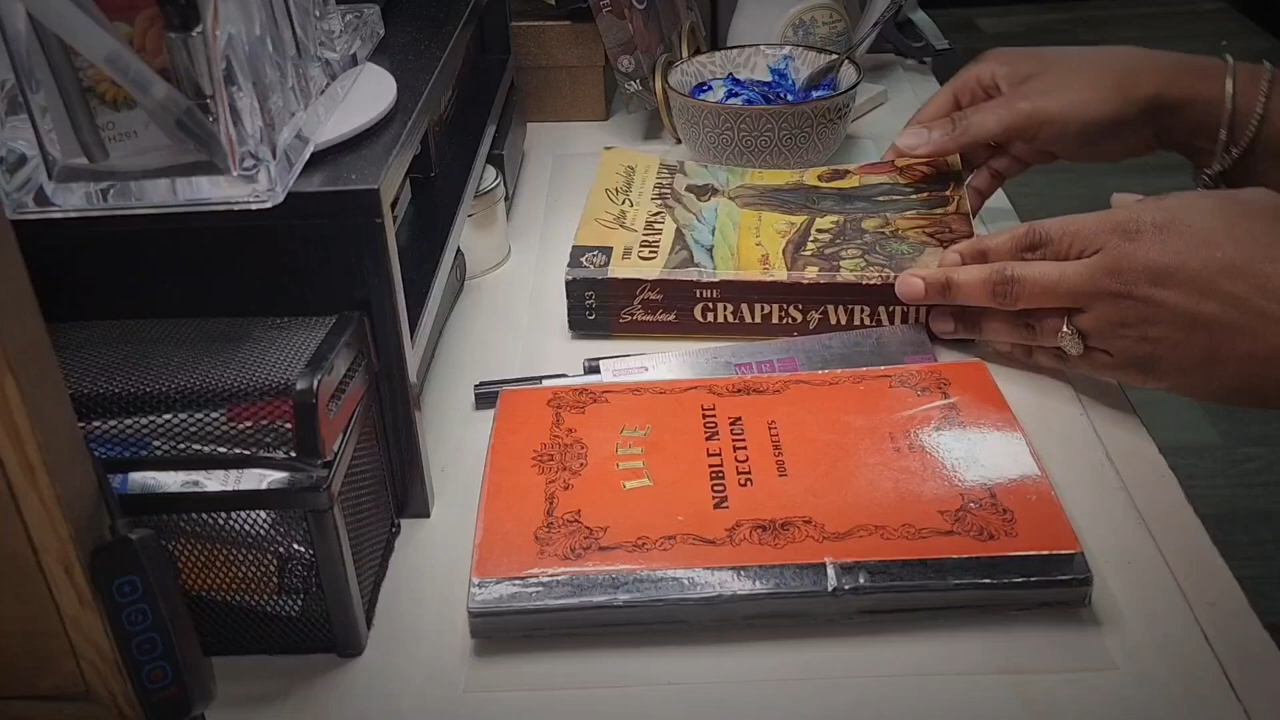 John Steinbeck
THE
GRAPES of WRATH
C 33
John
Steinbeck
THE
GRAPES of WRATH
LIFE
NOBLE NOTE
SECTION
100 SHEETS